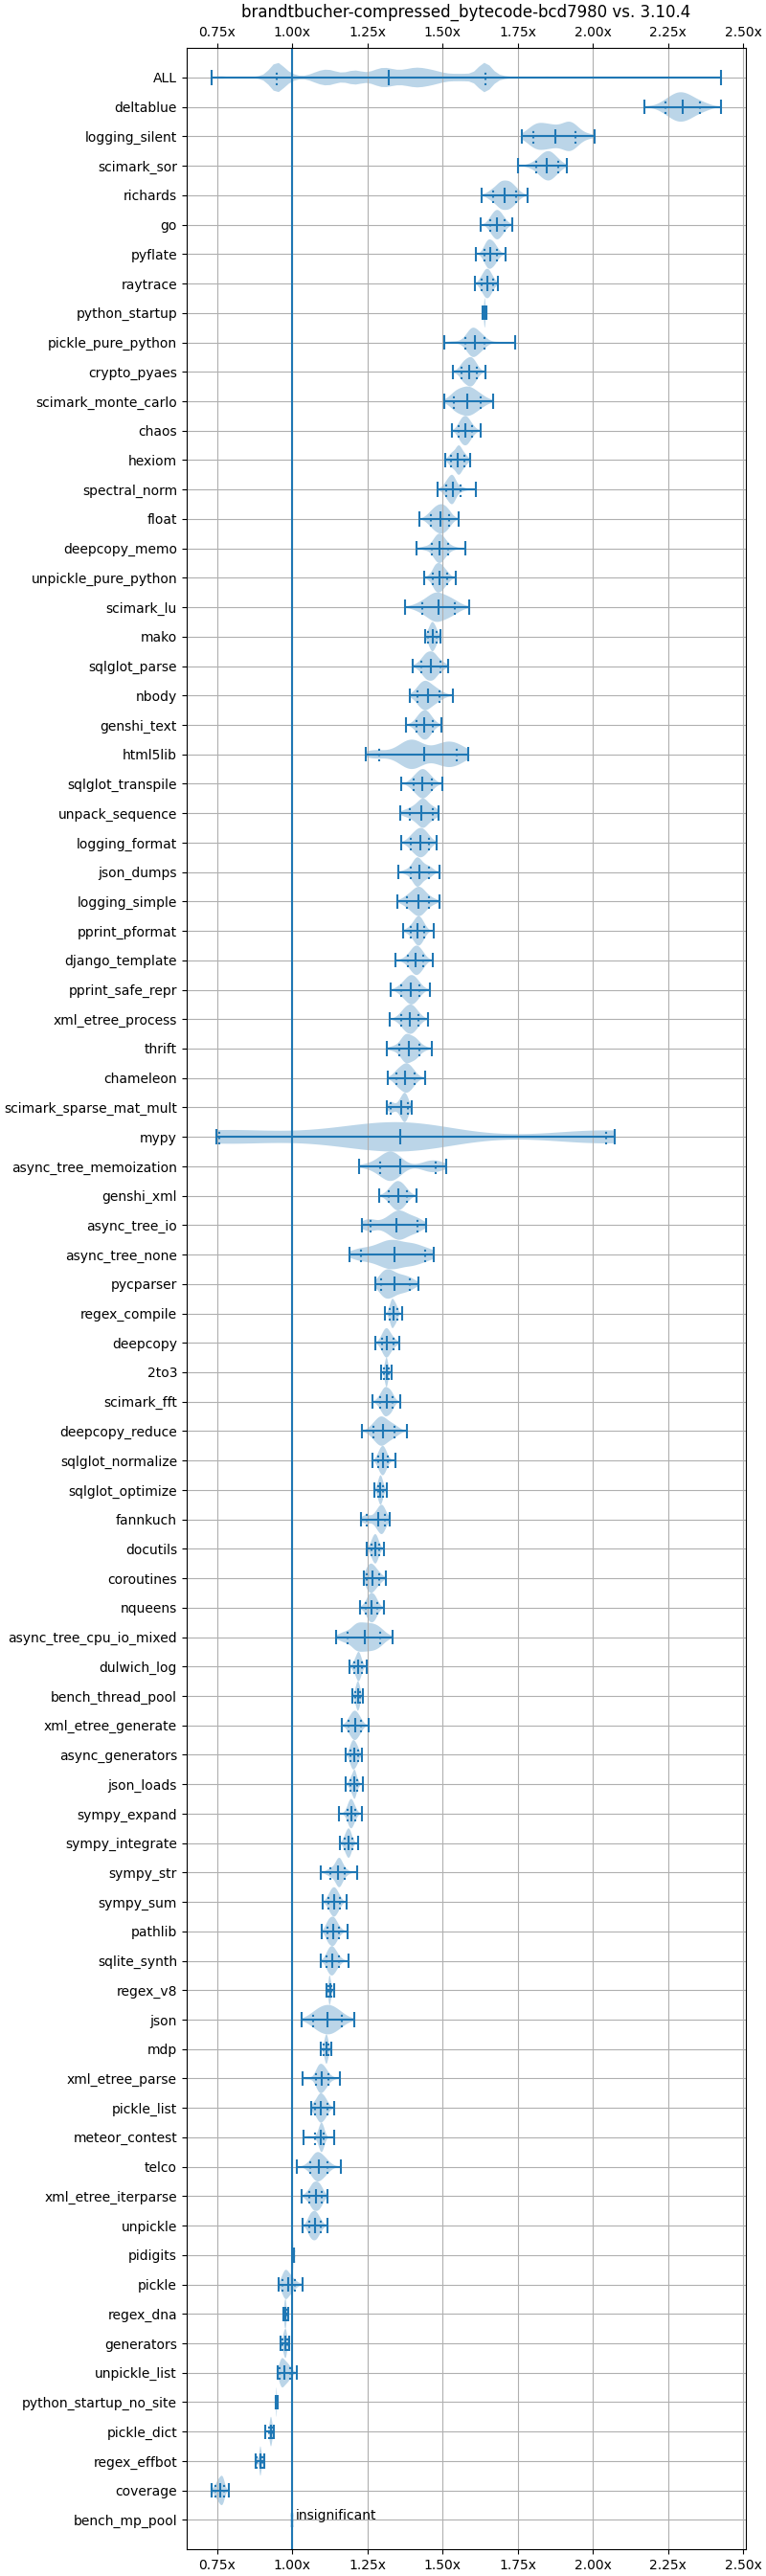 brandtbucher-compressed_bytecode-bcd7980 vs. 3.10.4
0.75x 1.00x 1.25x 1.50x 1.75x 2.00x 2.25x 2.50x
ALL
deltablue
logging_silent
scimark_sor
richards
go
pyflate
raytrace
python_startup
pickle_pure_python
crypto_pyaes
scimark_monte_carlo
chaos
hexiom
spectral_norm
float
deepcopy_memo
unpickle_pure_python
scimark_lu
mako
sqlglot_parse
nbody
genshi_text
html5lib
sqlglot_transpile
unpack_sequence
logging_format
json_dumps
logging_simple
pprint_pformat
django_template
pprint_safe_repr
xml_etree_process
thrift
chameleon
scimark_sparse_mat_mult
mypy
async_tree_memoization
genshi_xml
async_tree_io
async_tree_none
pycparser
regex_compile
deepcopy
2to3
scimark_fft
deepcopy_reduce
sqlglot_normalize
sqlglot_optimize
fannkuch
docutils
coroutines
nqueens
async_tree_cpu_io_mixed
dulwich_log
bench_thread_pool
xml_etree_generate
async_generators
json_loads
sympy_expand
sympy_integrate
sympy_str
sympy_sum
pathlib
sqlite_synth
regex_v8
json
mdp
xml_etree_parse
pickle_list
meteor_contest
telco
xml_etree_iterparse
unpickle
pidigits
pickle
regex_dna
generators
unpickle_list
python_startup_no_site
pickle_dict
regex_effbot
coverage
bench_mp_pool insignificant
0.75x 1.00x 1.25x 1.50x 1.75x 2.00x 2.25x 2.50x